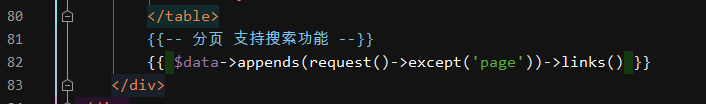 80 </table>
81 {{-- 分页 支持搜索功能 --}}
82 {{ $data->appends(request()->except('page'))->links() }}
83 </div>